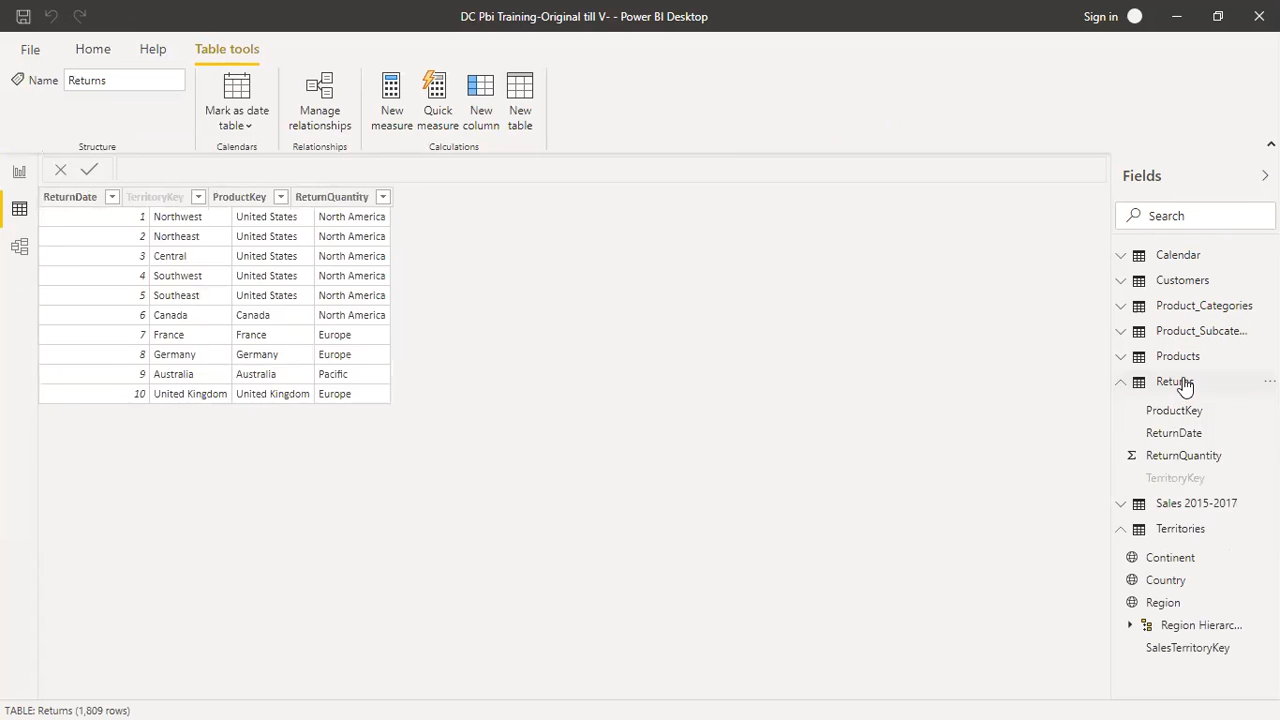 DC Pbi Training-Original till V- - Power BI Desktop
Sign in
File
Home
Help
Table tools
Name
Returns
Mark as date
table
Manage
relationships
New
measure
Quick
measure
New
column
New
table
Structure
Calendars
Relationships
Calculations
ReturnDate TerritoryKey ProductKey ReturnQuantity
1 Northwest United States North America
2 Northeast United States North America
3 Central United States North America
4 Southwest United States North America
5 Southeast United States North America
6 Canada Canada North America
7 France France Europe
8 Germany Germany Europe
9 Australia Australia Pacific
10 United Kingdom United Kingdom Europe
Fields
Search
Calendar
Customers
Product_Categories
Product_Subcate...
Products
Returns
ProductKey
ReturnDate
Σ ReturnQuantity
TerritoryKey
Sales 2015-2017
Territories
Continent
Country
Region
Region Hierarc...
SalesTerritoryKey
TABLE: Returns (1,809 rows)